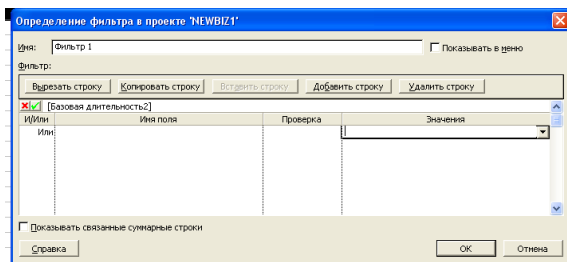 Определение фильтра в проекте 'NEWBIZ1'
Имя: Фильтр 1 Показывать в меню
Фильтр:
Вырезать строку Копировать строку Вставить строку Добавить строку Удалить строку
[Базовая длительность2]
И/Или Имя поля Проверка Значения
Или
Показывать связанные суммарные строки
Справка ОК Отмена